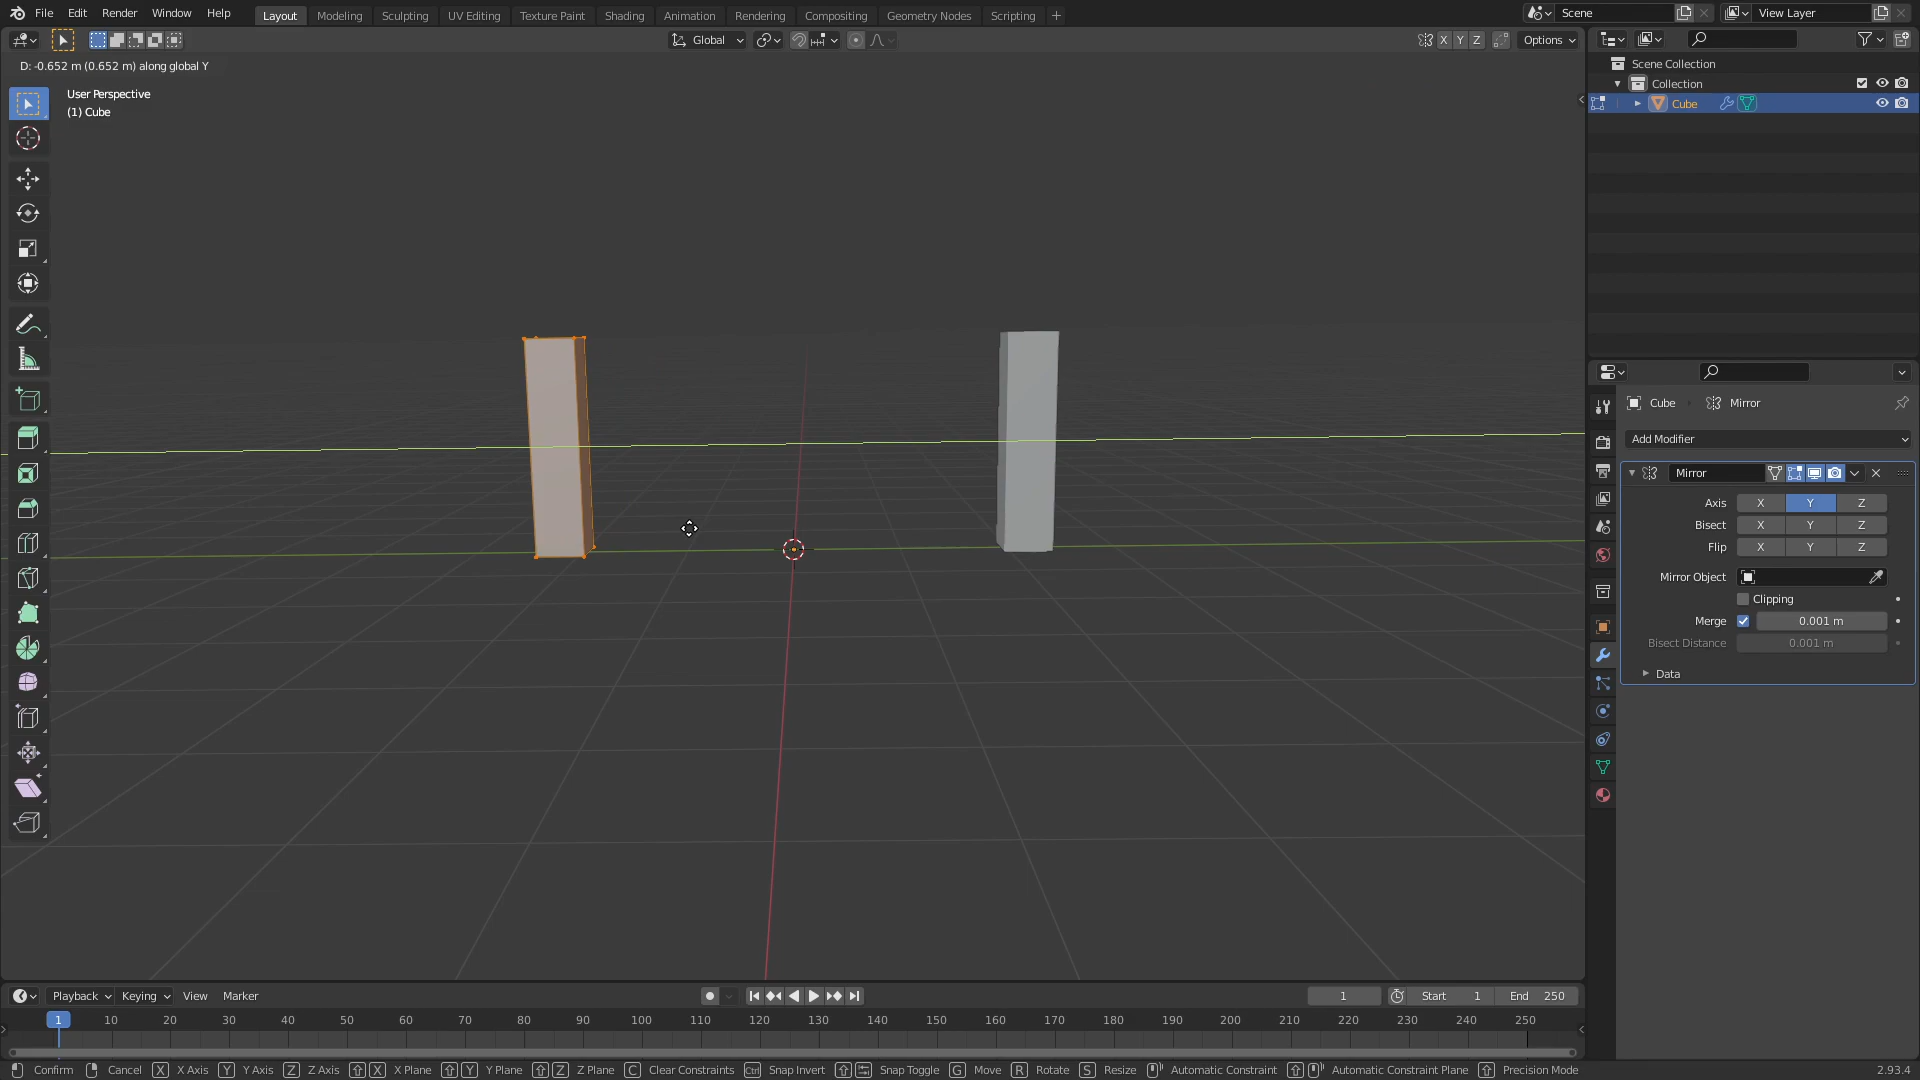 File Edit Render Window Help Layout Modeling Sculpting UV Editing Texture Paint Shading Animation Rendering Compositing Geometry Nodes Scripting + Scene View Layer
Global X Y Z Options
D: -0.652 m (0.652 m) along global Y
User Perspective
(1) Cube
Scene Collection
Collection
Cube
Cube Mirror
Add Modifier
Mirror
Axis X Y Z
Bisect X Y Z
Flip X Y Z
Mirror Object
Clipping
Merge 0.001 m
Bisect Distance 0.001 m
Data
Playback Keying View Marker 1 Start 1 End 250
1 10 20 30 40 50 60 70 80 90 100 110 120 130 140 150 160 170 180 190 200 210 220 230 240 250
Confirm Cancel X X Axis Y Y Axis Z Z Axis X X Plane Y Y Plane Z Z Plane C Clear Constraints Ctrl Snap Invert Snap Toggle G Move R Rotate S Resize Automatic Constraint Automatic Constraint Plane Precision Mode 2.93.4